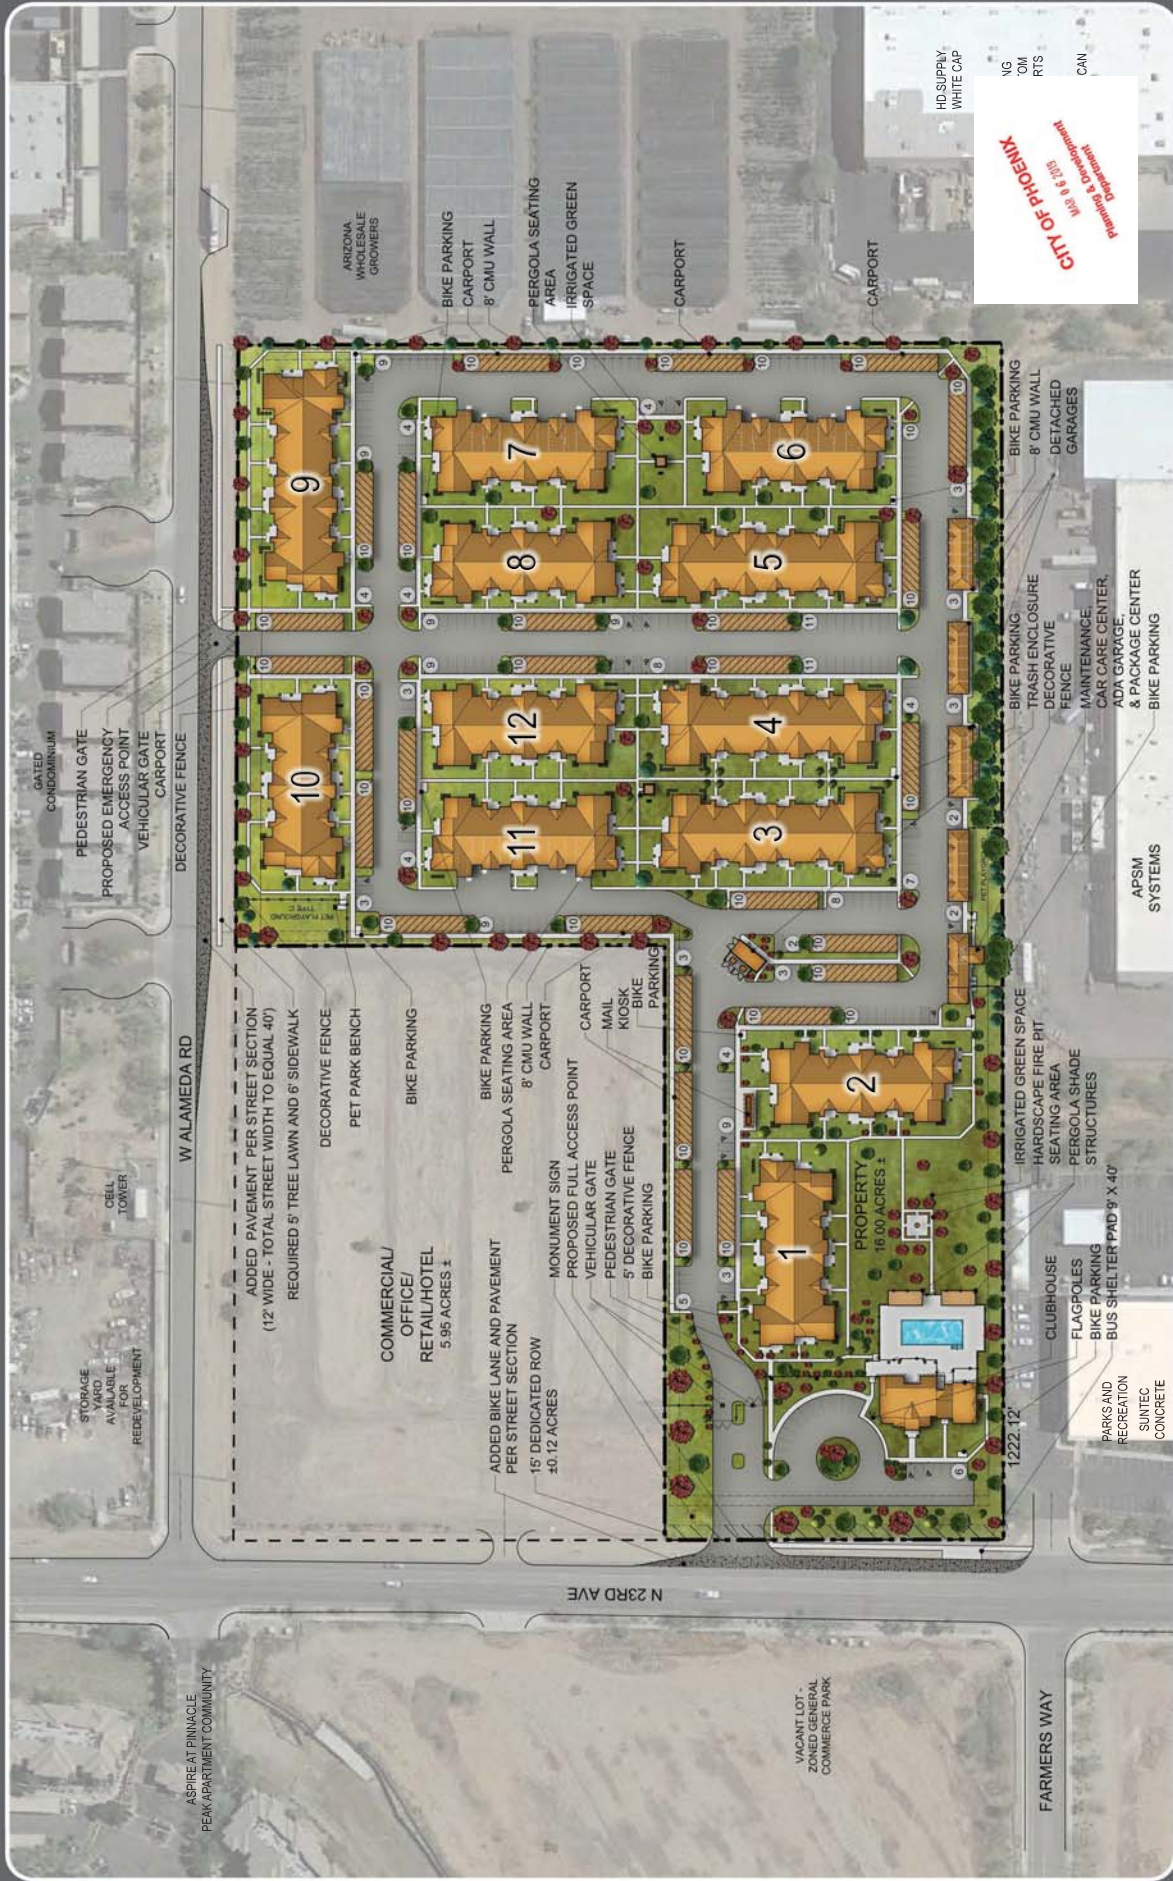 ASPIRE AT PINNACLE
PEAK APARTMENT COMMUNITY
STORAGE
YARD
AVAILABLE
FOR
REDEVELOPMENT
CELL
TOWER
W ALAMEDA RD
GATED
CONDOMINIUM
PEDESTRIAN GATE
PROPOSED EMERGENCY
ACCESS POINT
VEHICULAR GATE
CARPORT
DECORATIVE FENCE
ADDED PAVEMENT PER STREET SECTION
(12' WIDE - TOTAL STREET WIDTH TO EQUAL 40')
REQUIRED 5' TREE LAWN AND 6' SIDEWALK
DECORATIVE FENCE
PET PARK BENCH
BIKE PARKING
COMMERCIAL/
OFFICE/
RETAIL/HOTEL
5.95 ACRES ±
BIKE PARKING
PERGOLA SEATING AREA
8' CMU WALL
CARPORT
ADDED BIKE LANE AND PAVEMENT
PER STREET SECTION
15' DEDICATED ROW
±0.12 ACRES
MONUMENT SIGN
PROPOSED FULL ACCESS POINT
VEHICULAR GATE
PEDESTRIAN GATE
5' DECORATIVE FENCE
BIKE PARKING
CARPORT
MAIL
KIOSK
BIKE
PARKING
N 23RD AVE
PET PLAYGROUND
TYPE C
10
9
11
12
8
7
3
4
5
6
1
2
PROPERTY
16.00 ACRES ±
ARIZONA
WHOLESALE
GROWERS
BIKE PARKING
CARPORT
8' CMU WALL
PERGOLA SEATING
AREA
IRRIGATED GREEN
SPACE
CARPORT
CARPORT
HD SUPPLY
WHITE CAP
NG
TOM
RTS
CAN
CITY OF PHOENIX
MAR 06 2019
Planning & Development
Department
VACANT LOT -
ZONED GENERAL
COMMERCE PARK
FARMERS WAY
1222.12'
CLUBHOUSE
FLAGPOLES
BIKE PARKING
BUS SHELTER PAD 9' X 40'
PARKS AND
RECREATION
SUNTEC
CONCRETE
IRRIGATED GREEN SPACE
HARDSCAPE FIRE PIT
SEATING AREA
PERGOLA SHADE
STRUCTURES
APSM
SYSTEMS
BIKE PARKING
TRASH ENCLOSURE
DECORATIVE
FENCE
MAINTENANCE,
CAR CARE CENTER,
ADA GARAGE,
& PACKAGE CENTER
BIKE PARKING
BIKE PARKING
8' CMU WALL
DETACHED
GARAGES